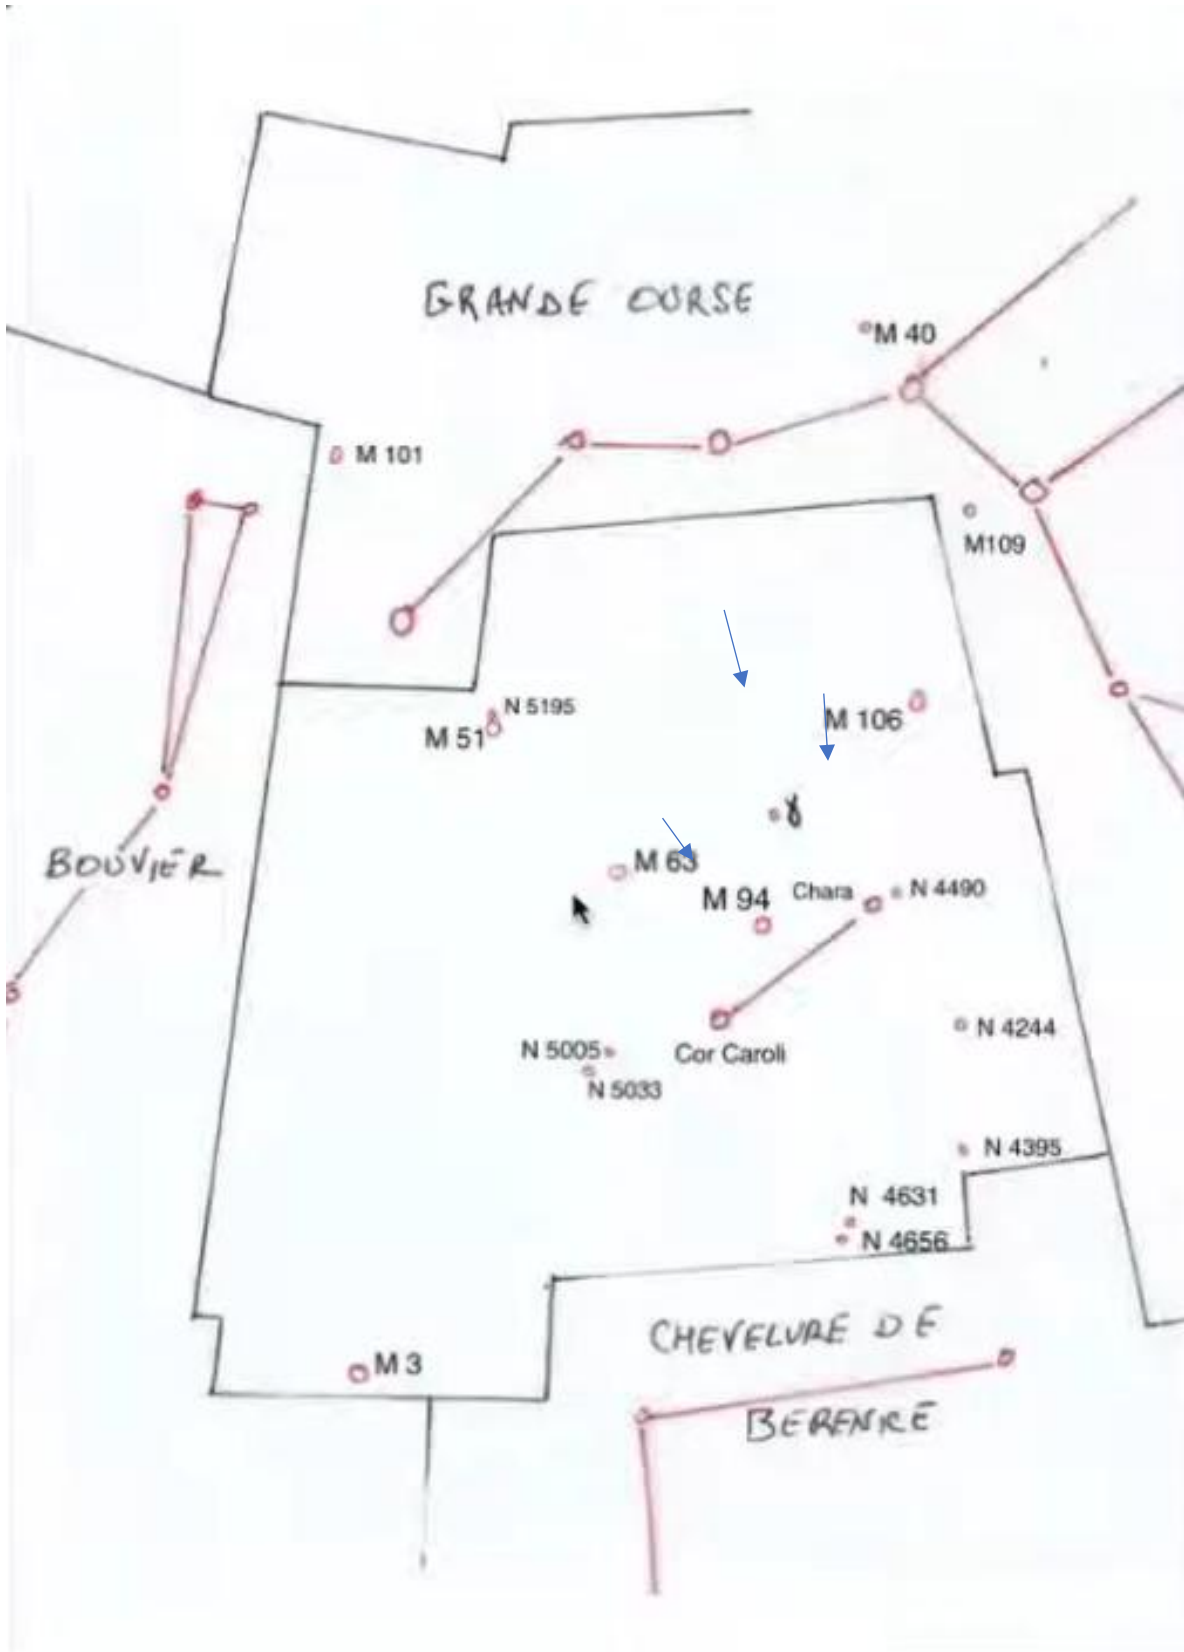 GRANDE OURSE
M 40
M 101
M109
N 5195
M 51
M 106
γ
M 63
M 94
Chara
N 4490
BOUVIER
N 4244
N 5005
Cor Caroli
N 5033
N 4395
N 4631
N 4656
CHEVELURE DE
M 3
BERENICE